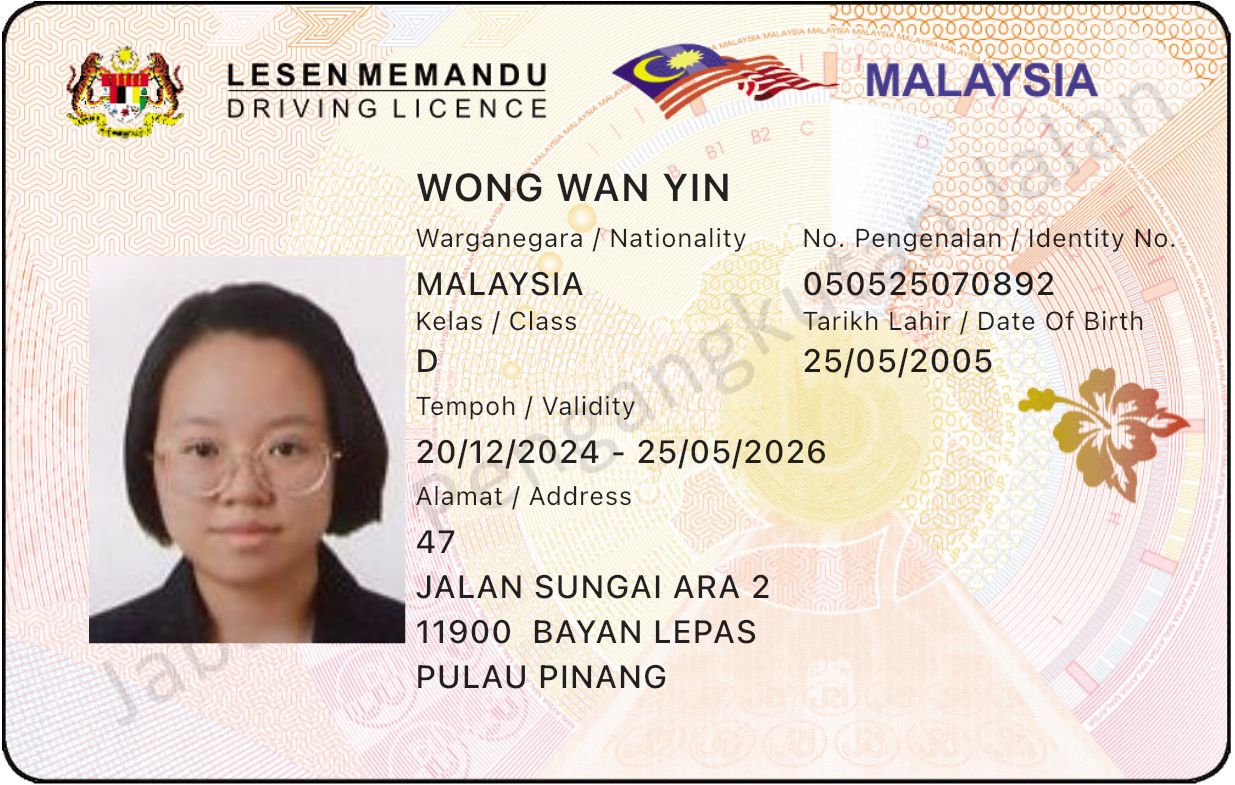 LESEN MEMANDU
DRIVING LICENCE
MALAYSIA
B B1 B2 C D
WONG WAN YIN
Warganegara / Nationality
MALAYSIA
No. Pengenalan / Identity No.
050525070892
Kelas / Class
D
Tarikh Lahir / Date Of Birth
25/05/2005
Tempoh / Validity
20/12/2024 - 25/05/2026
Alamat / Address
47
JALAN SUNGAI ARA 2
11900 BAYAN LEPAS
PULAU PINANG
H
pengangkutan Jalan